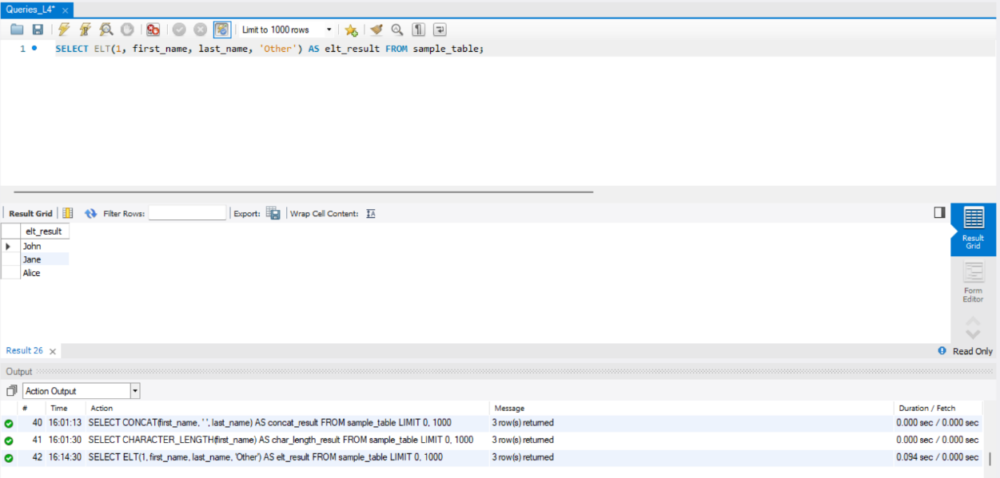 Queries_L4*
Limit to 1000 rows
1 SELECT ELT(1, first_name, last_name, 'Other') AS elt_result FROM sample_table;
Result Grid Filter Rows: Export: Wrap Cell Content: IA
elt_result
John
Jane
Alice
Result Grid
Form Editor
Result 26
Read Only
Output
Action Output
# Time Action Message Duration / Fetch
40 16:01:13 SELECT CONCAT(first_name, ' ', last_name) AS concat_result FROM sample_table LIMIT 0, 1000 3 row(s) returned 0.000 sec / 0.000 sec
41 16:01:30 SELECT CHARACTER_LENGTH(first_name) AS char_length_result FROM sample_table LIMIT 0, 1000 3 row(s) returned 0.000 sec / 0.000 sec
42 16:14:30 SELECT ELT(1, first_name, last_name, 'Other') AS elt_result FROM sample_table LIMIT 0, 1000 3 row(s) returned 0.094 sec / 0.000 sec